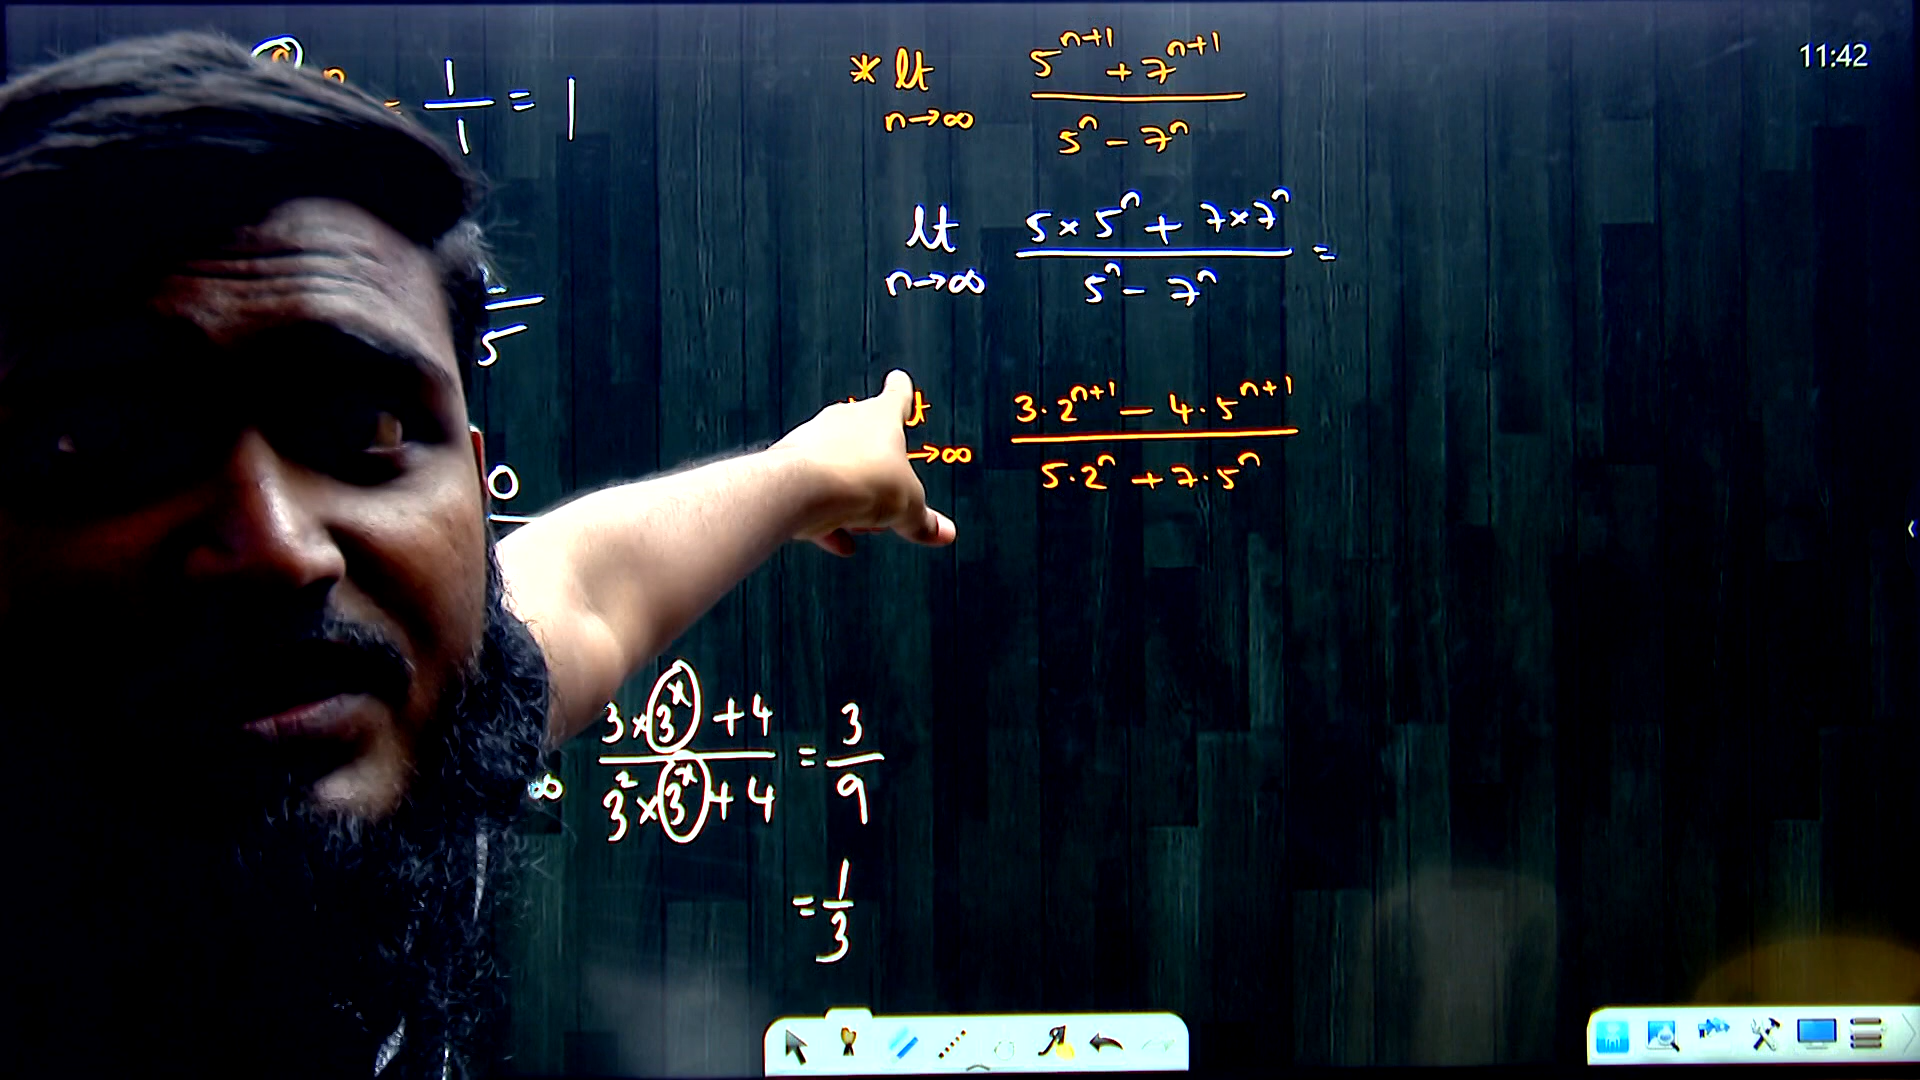 n n = 1/1 = 1
5
0
∞ (3×3^x + 4)/(3^2×3^x + 4) = 3/9
= 1/3
11:42
* lt n→∞ (5^(n+1) + 7^(n+1))/(5^n - 7^n)
lt n→∞ (5×5^n + 7×7^n)/(5^n - 7^n) =
t →∞ (3·2^(n+1) - 4·5^(n+1))/(5·2^n + 7·5^n)